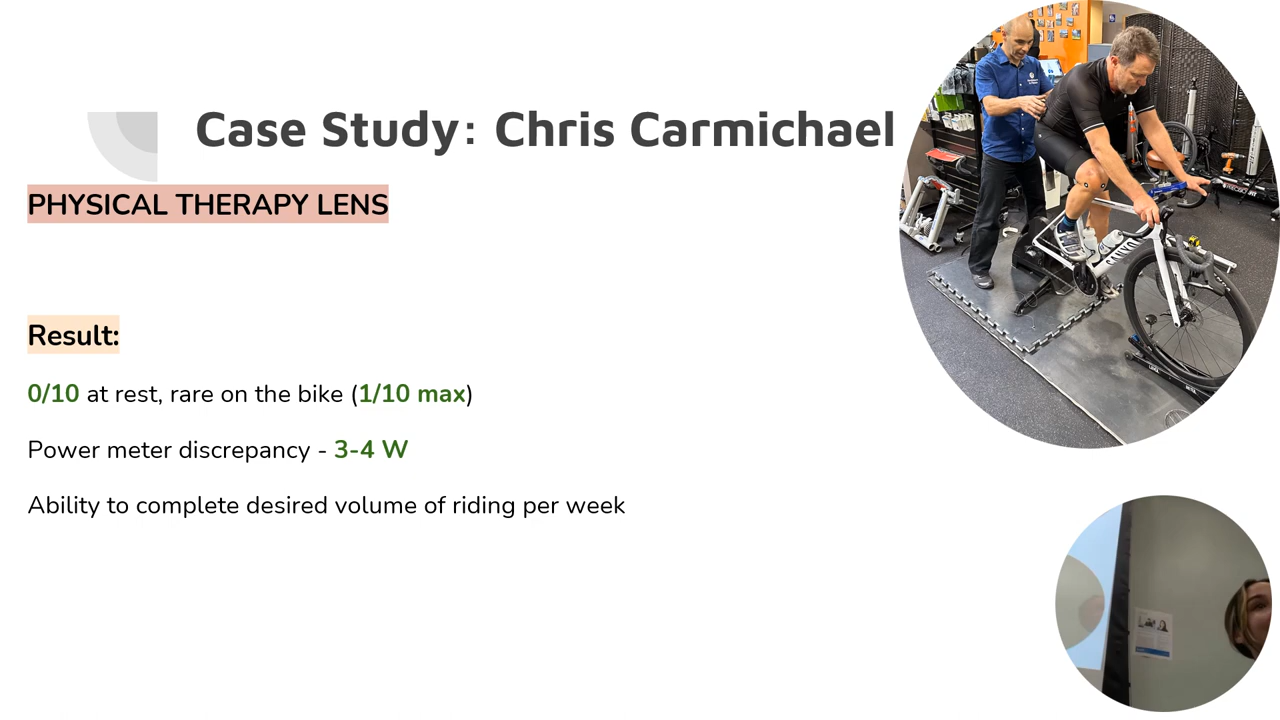 Case Study: Chris Carmichael
PHYSICAL THERAPY LENS
Result:
0/10 at rest, rare on the bike (1/10 max)
Power meter discrepancy - 3-4 W
Ability to complete desired volume of riding per week
CANYON